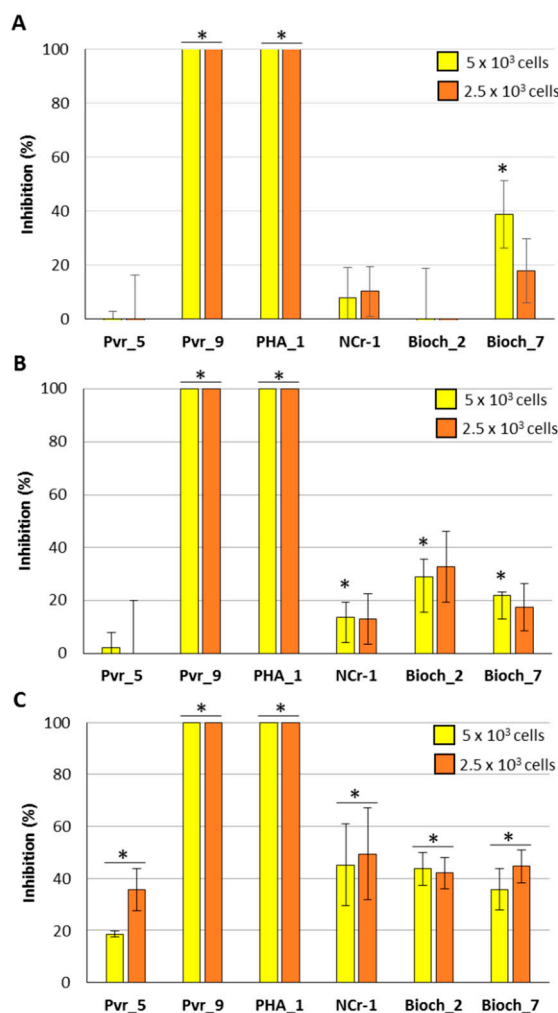 A
* *
100
5 x 10³ cells
2.5 x 10³ cells
80
60
*
40
20
0
Inhibition (%)
Pvr_5 Pvr_9 PHA_1 NCr-1 Bioch_2 Bioch_7
B
* *
100
5 x 10³ cells
2.5 x 10³ cells
80
60
40
* * *
20
0
Inhibition (%)
Pvr_5 Pvr_9 PHA_1 NCr-1 Bioch_2 Bioch_7
C
* *
100
5 x 10³ cells
2.5 x 10³ cells
80
* * * *
60
40
20
0
Inhibition (%)
Pvr_5 Pvr_9 PHA_1 NCr-1 Bioch_2 Bioch_7